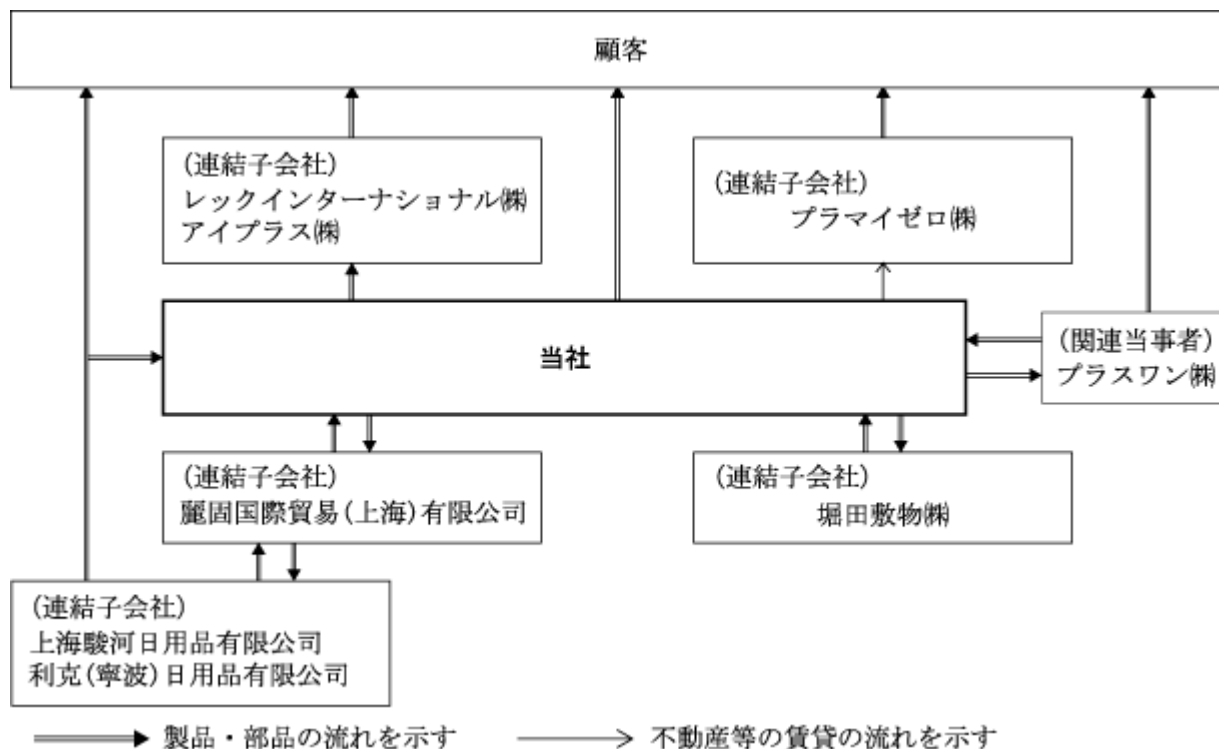 顧客
(連結子会社)
レックインターナショナル㈱
アイプラス㈱
(連結子会社)
プラマイゼロ㈱
当社
(関連当事者)
プラスワン㈱
(連結子会社)
麗固国際貿易(上海)有限公司
(連結子会社)
堀田敷物㈱
(連結子会社)
上海駿河日用品有限公司
利克(寧波)日用品有限公司
製品・部品の流れを示す
不動産等の賃貸の流れを示す